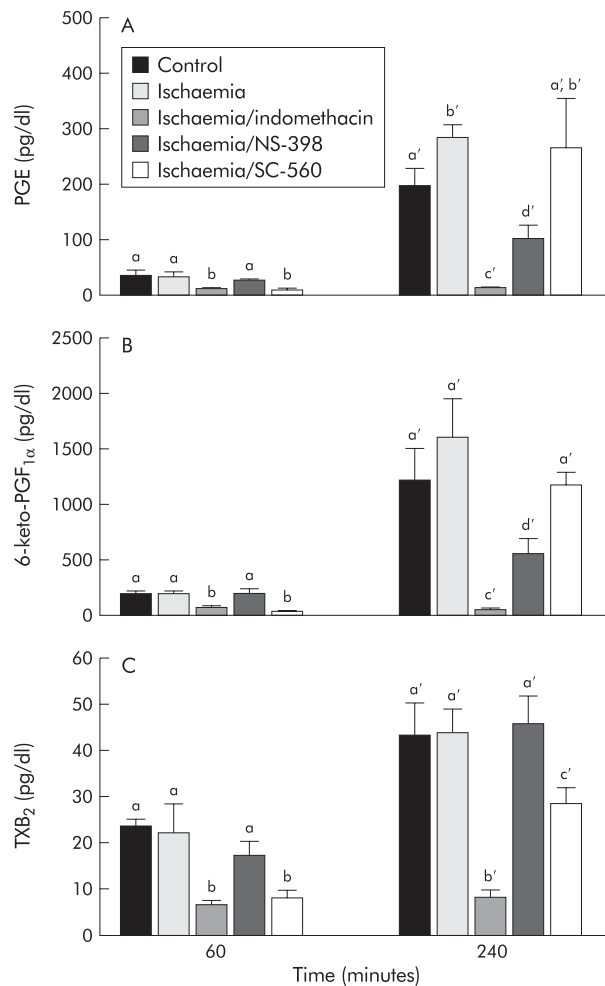 A
500
400
300
200
100
0
PGE (pg/dl)
Control
Ischaemia
Ischaemia/indomethacin
Ischaemia/NS-398
Ischaemia/SC-560
a a b a b
a′ b′ c′ d′ a′, b′
B
2500
2000
1500
1000
500
0
6-keto-PGF1α (pg/dl)
a a b a b
a′ a′ c′ d′ a′
C
60
50
40
30
20
10
0
TXB2 (pg/dl)
a a b a b
a′ a′ b′ a′ c′
60 240
Time (minutes)